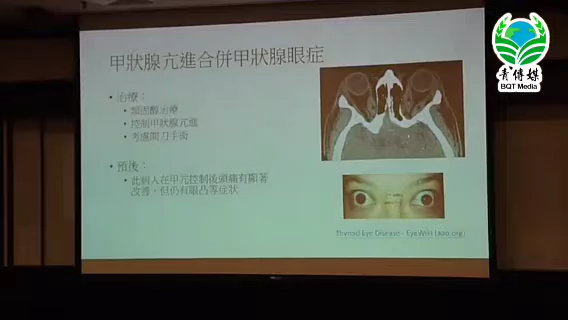 甲狀腺亢進合併甲狀腺眼症
• 治療：
• 類固醇治療
• 控制甲狀腺亢進
• 考慮開刀手術
• 預後：
• 此病人在甲亢控制後頭痛有顯著
改善，但仍有眼凸等症狀
Thyroid Eye Disease - EyeWiki (aao.org)
青傳媒
BQT Media